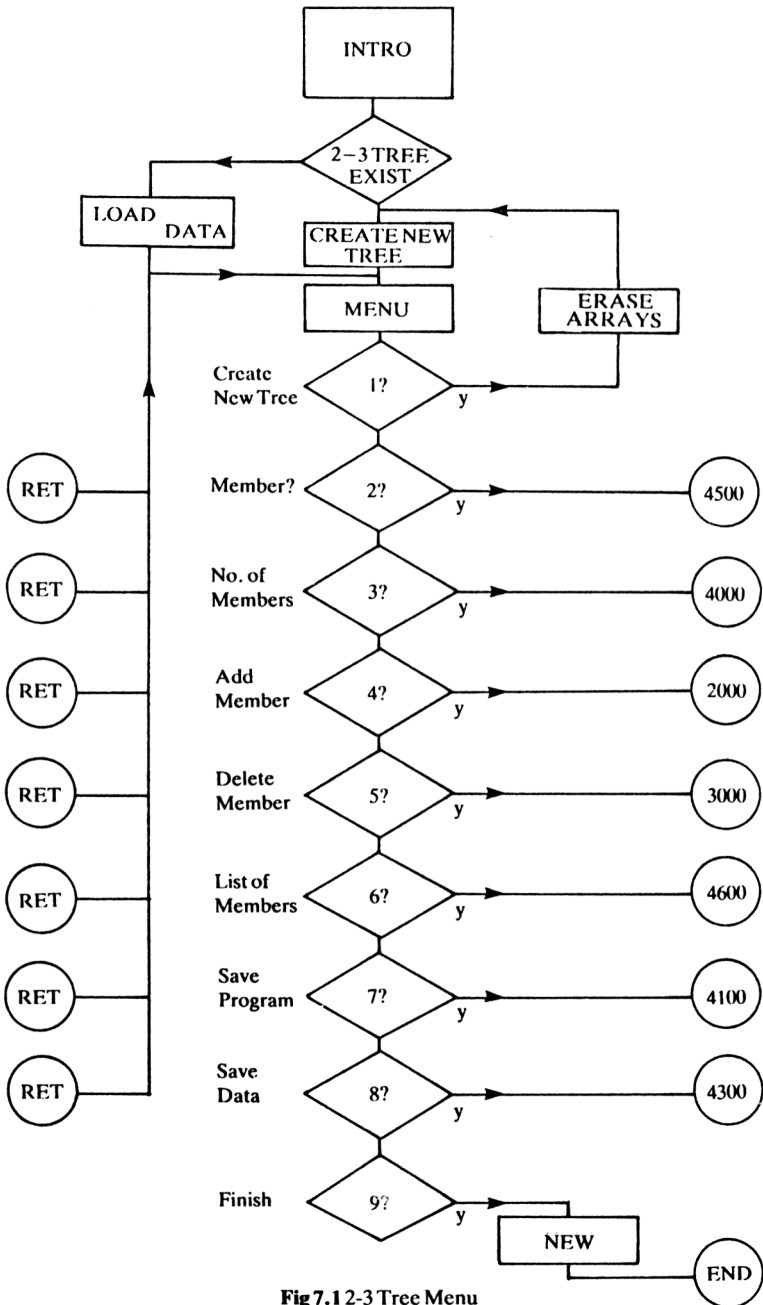 INTRO
2-3 TREE
EXIST
LOAD
DATA
CREATE NEW
TREE
MENU
ERASE
ARRAYS
Create
New Tree
1?
y
RET
Member?
2?
y
4500
RET
No. of
Members
3?
y
4000
RET
Add
Member
4?
y
2000
RET
Delete
Member
5?
y
3000
RET
List of
Members
6?
y
4600
RET
Save
Program
7?
y
4100
RET
Save
Data
8?
y
4300
Finish
9?
y
NEW
END
Fig 7.1 2-3 Tree Menu